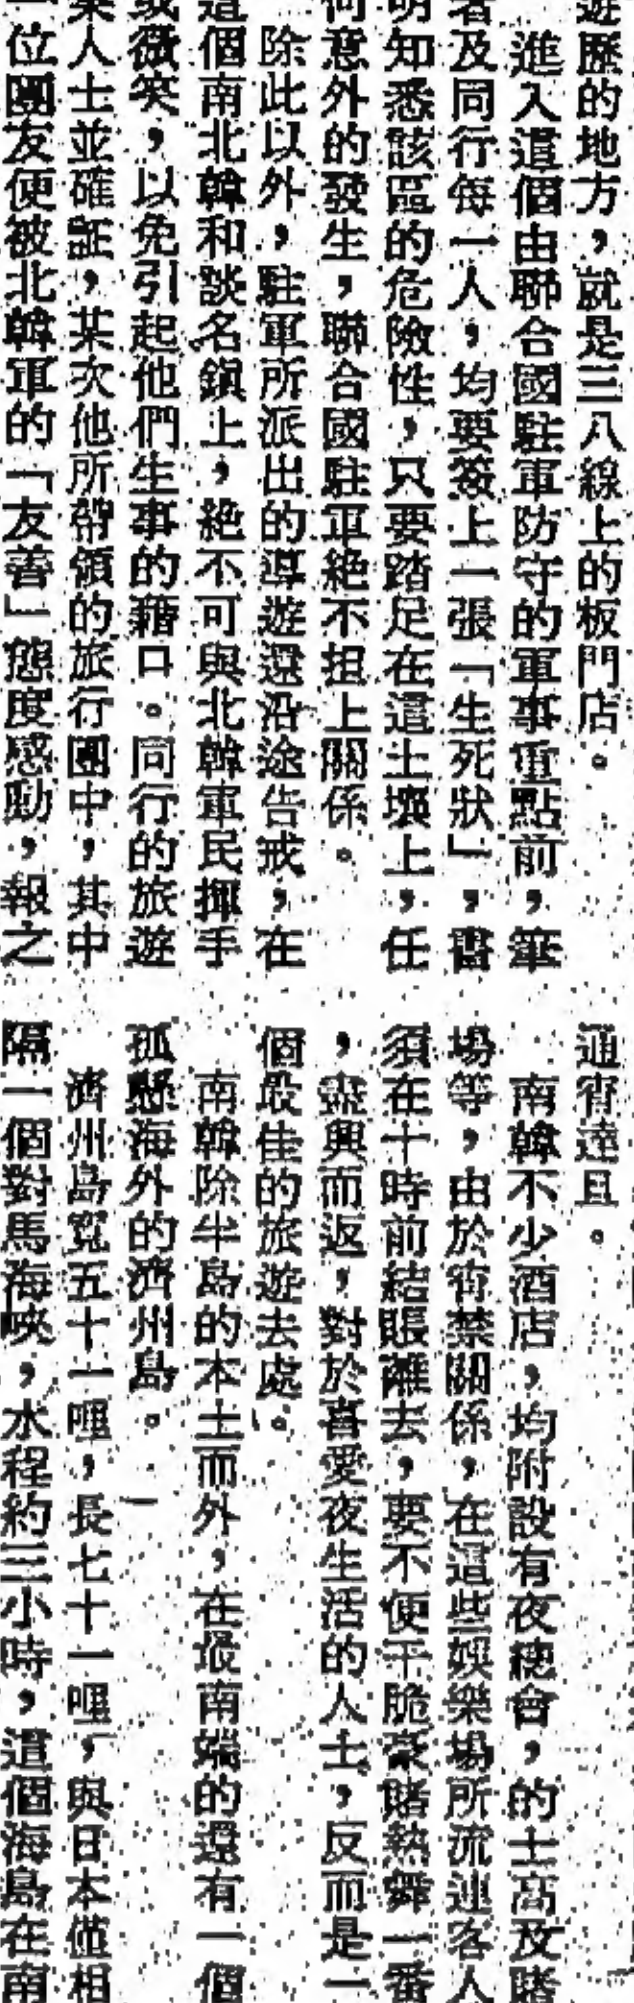 遊歷的地方，就是三八線上的板門店。
進入這個由聯合國駐軍防守的軍事重點前，筆
者及同行每一人，均要簽上一張「生死狀」，書
明知悉該區的危險性，只要踏足在這土壤上，任
何意外的發生，聯合國駐軍絕不担上關係。
除此以外，駐軍所派出的導遊還沿途告戒，在
這個南北韓和談名鎮上，絕不可與北韓軍民揮手
或微笑，以免引起他們生事的藉口。同行的旅遊
業人士並確証，某次他所帶領的旅行團中，其中
一位團友便被北韓軍的「友善」態度感動，報之
通宵達旦。
南韓不少酒店，均附設有夜總會，的士高及賭
場等，由於宵禁關係，在這些娛樂場所流連客人
須在十時前結賬離去，要不便干脆豪賭熱舞一番
，盡興而返，對於喜愛夜生活的人士，反而是一
個最佳的旅遊去處。
南韓除半島的本土而外，在最南端的還有一個
孤懸海外的濟州島。
濟州島寬五十一哩，長七十一哩，與日本僅相
隔一個對馬海峽，水程約三小時，這個海島在南